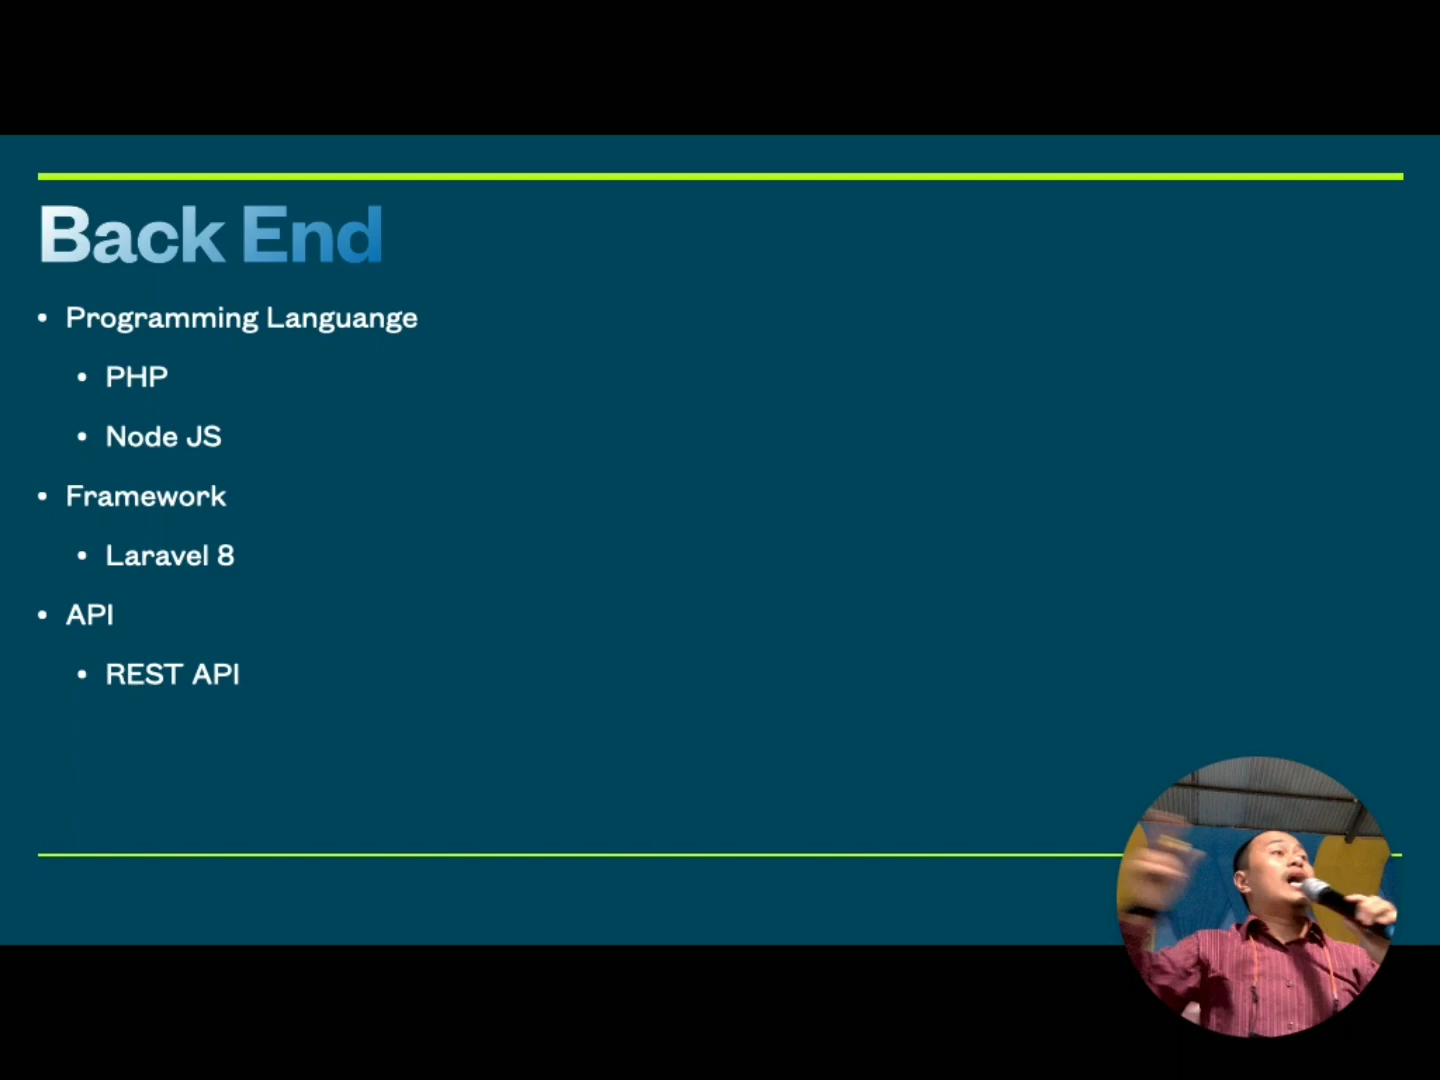 Back End
• Programming Languange
• PHP
• Node JS
• Framework
• Laravel 8
• API
• REST API